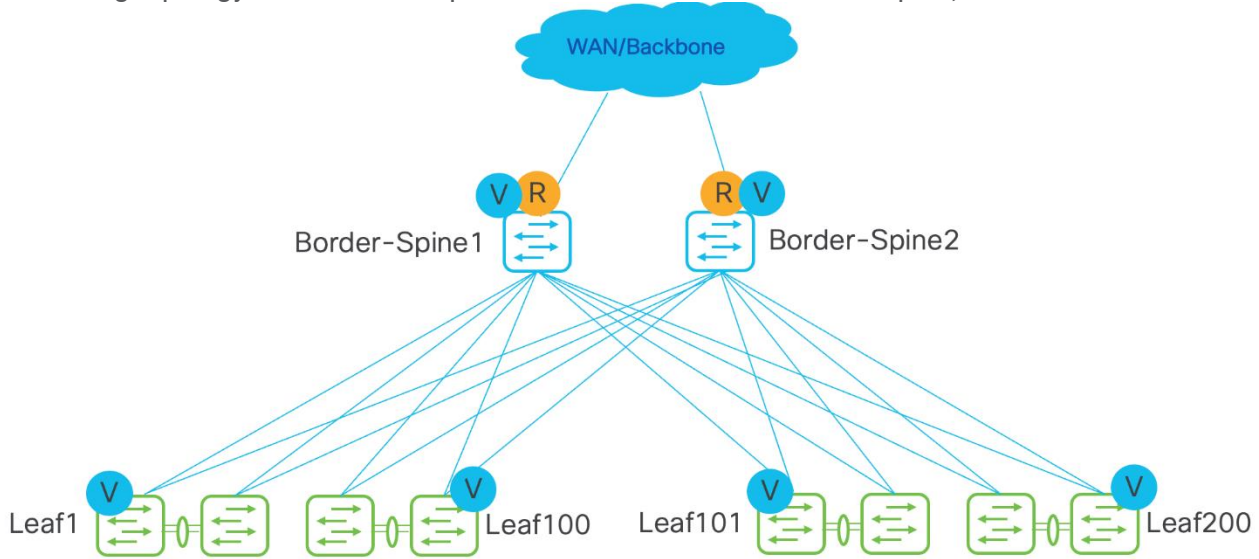 WAN/Backbone
V R
R V
Border-Spine1
Border-Spine2
V
V
V
V
Leaf1
Leaf100
Leaf101
Leaf200